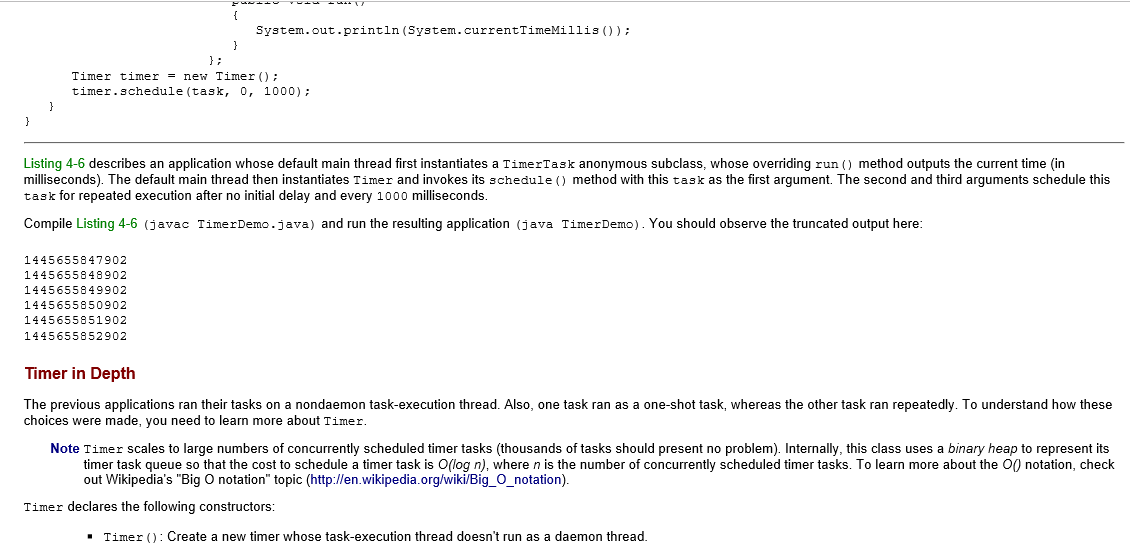 {
System.out.println(System.currentTimeMillis());
}
};
Timer timer = new Timer();
timer.schedule(task, 0, 1000);
}
}
Listing 4-6 describes an application whose default main thread first instantiates a TimerTask anonymous subclass, whose overriding run() method outputs the current time (in
milliseconds). The default main thread then instantiates Timer and invokes its schedule() method with this task as the first argument. The second and third arguments schedule this
task for repeated execution after no initial delay and every 1000 milliseconds.
Compile Listing 4-6 (javac TimerDemo.java) and run the resulting application (java TimerDemo). You should observe the truncated output here:
1445655847902
1445655848902
1445655849902
1445655850902
1445655851902
1445655852902
Timer in Depth
The previous applications ran their tasks on a nondaemon task-execution thread. Also, one task ran as a one-shot task, whereas the other task ran repeatedly. To understand how these
choices were made, you need to learn more about Timer.
Note Timer scales to large numbers of concurrently scheduled timer tasks (thousands of tasks should present no problem). Internally, this class uses a binary heap to represent its
timer task queue so that the cost to schedule a timer task is O(log n), where n is the number of concurrently scheduled timer tasks. To learn more about the O() notation, check
out Wikipedia's "Big O notation" topic (http://en.wikipedia.org/wiki/Big_O_notation).
Timer declares the following constructors:
▪ Timer(): Create a new timer whose task-execution thread doesn't run as a daemon thread.